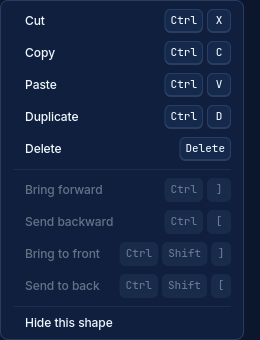 Cut Ctrl X
Copy Ctrl C
Paste Ctrl V
Duplicate Ctrl D
Delete Delete
Bring forward Ctrl ]
Send backward Ctrl [
Bring to front Ctrl Shift ]
Send to back Ctrl Shift [
Hide this shape